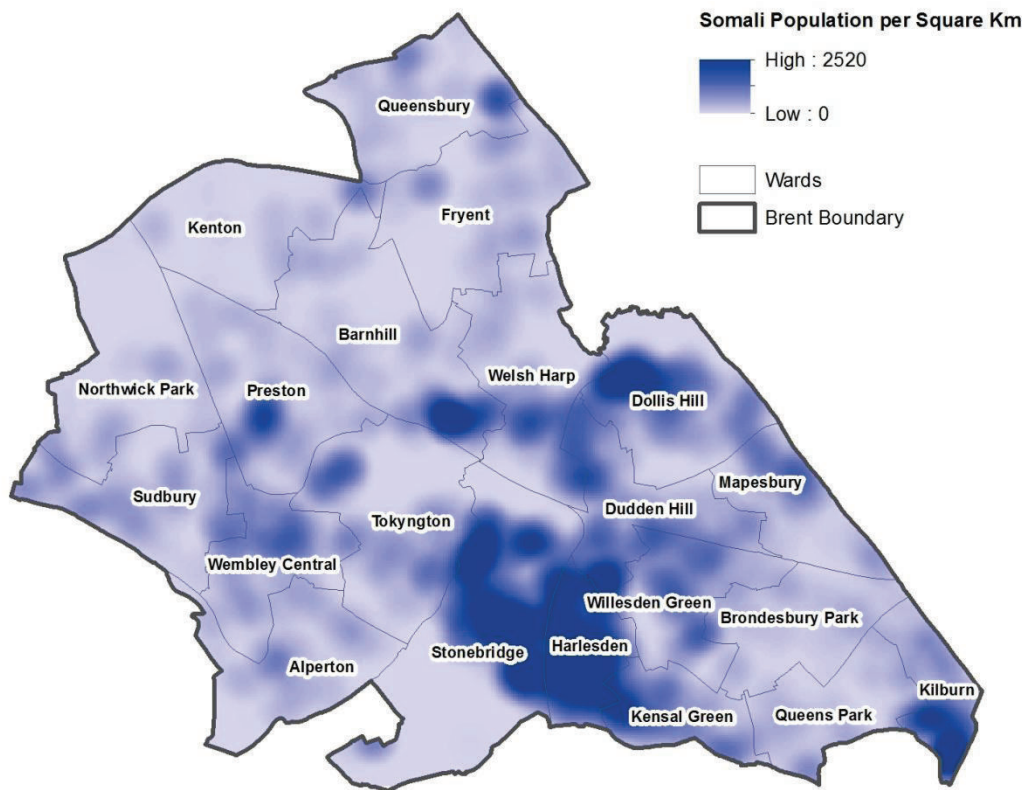 Somali Population per Square Km
High : 2520
Low : 0
Wards
Brent Boundary
Queensbury
Fryent
Kenton
Barnhill
Welsh Harp
Northwick Park
Preston
Dollis Hill
Sudbury
Mapesbury
Tokyngton
Dudden Hill
Wembley Central
Willesden Green
Brondesbury Park
Stonebridge
Harlesden
Alperton
Kilburn
Kensal Green
Queens Park